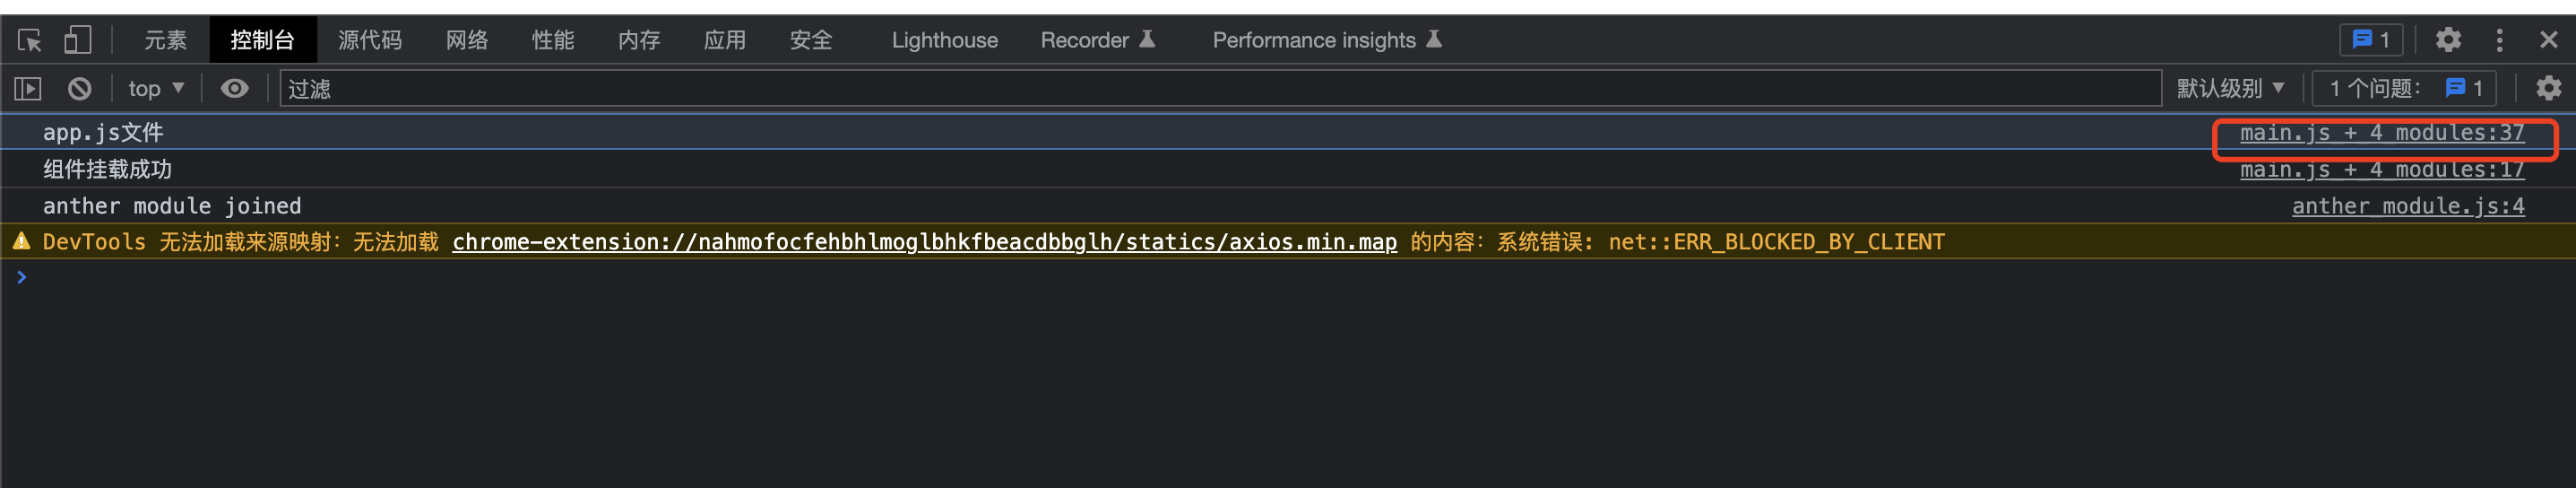 元素 控制台 源代码 网络 性能 内存 应用 安全 Lighthouse Recorder Performance insights 1
top 过滤 默认级别 1 个问题： 1
app.js文件 main.js + 4 modules:37
组件挂载成功 main.js + 4 modules:17
anther module joined anther_module.js:4
DevTools 无法加载来源映射：无法加载 chrome-extension://nahmofocfehbhlmoglbhkfbeacdbbglh/statics/axios.min.map 的内容：系统错误: net::ERR_BLOCKED_BY_CLIENT